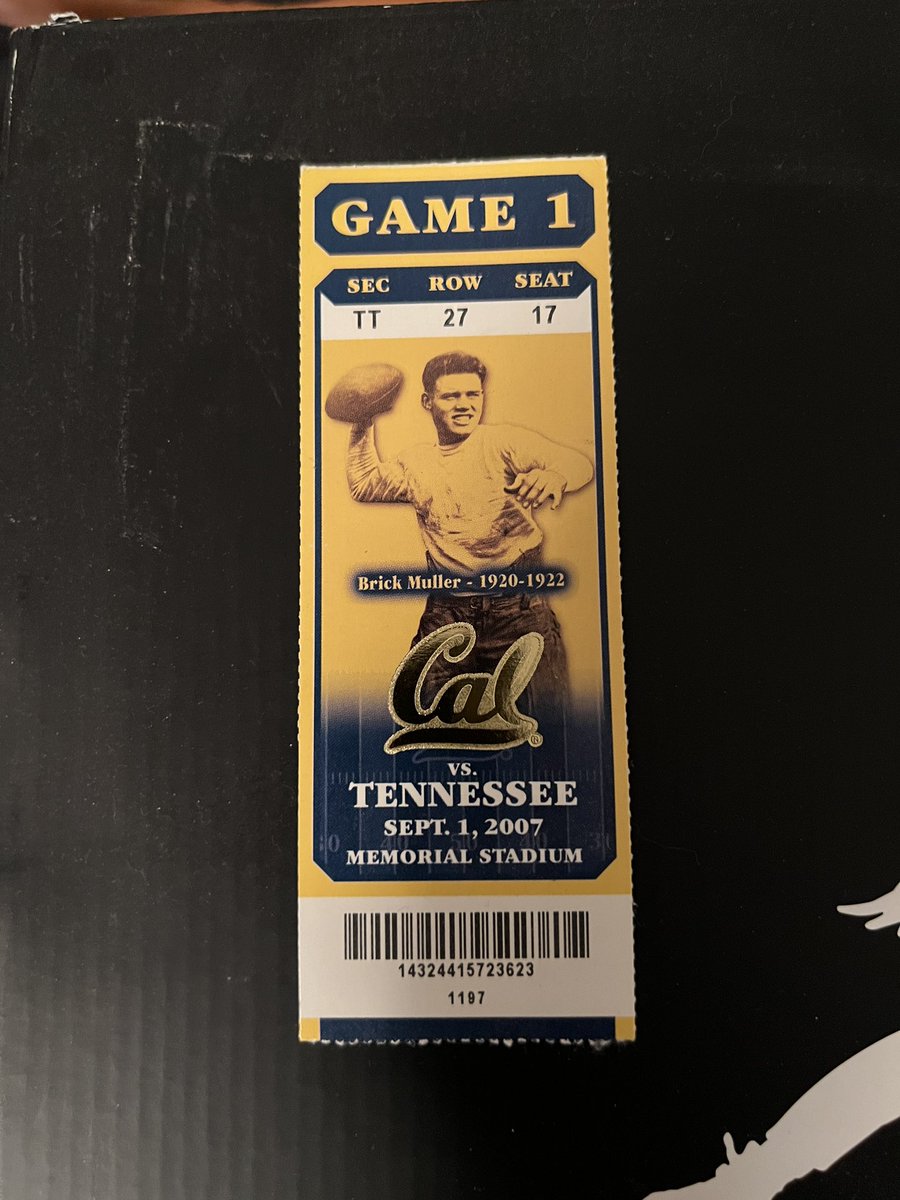 GAME 1
SEC ROW SEAT
TT 27 17
Brick Muller - 1920-1922
Cal®
VS.
TENNESSEE
SEPT. 1, 2007
MEMORIAL STADIUM
14324415723623
1197